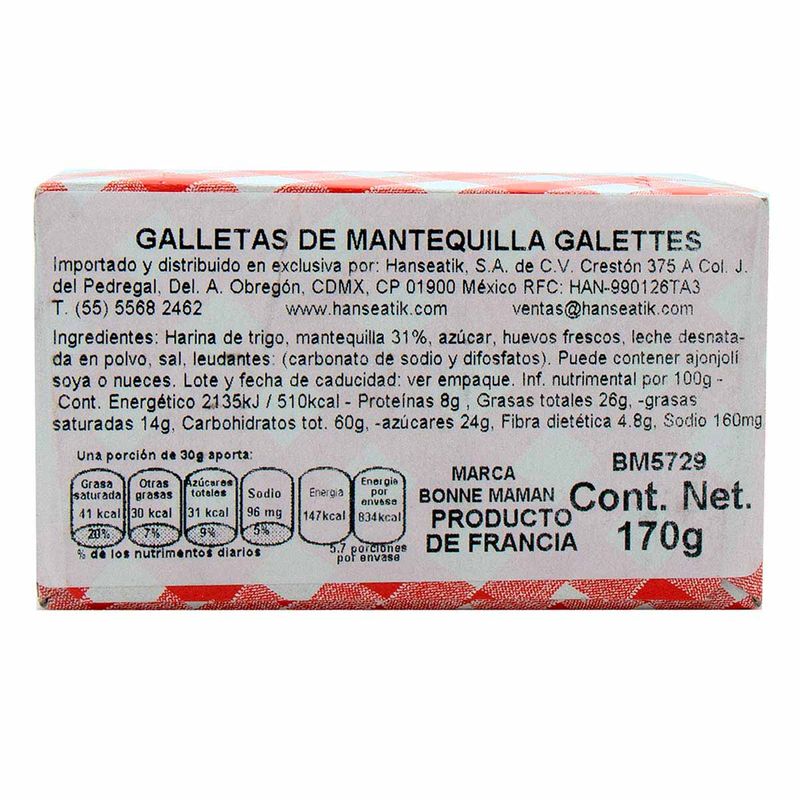 GALLETAS DE MANTEQUILLA GALETTES
Importado y distribuido en exclusiva por: Hanseatik, S.A. de C.V. Crestón 375 A Col. J.
del Pedregal, Del. A. Obregón, CDMX, CP 01900 México RFC: HAN-990126TA3
T. (55) 5568 2462 www.hanseatik.com ventas@hanseatik.com
Ingredientes: Harina de trigo, mantequilla 31%, azúcar, huevos frescos, leche desnata-
da en polvo, sal, leudantes: (carbonato de sodio y difosfatos). Puede contener ajonjolí
soya o nueces. Lote y fecha de caducidad: ver empaque. Inf. nutrimental por 100g -
Cont. Energético 2135kJ / 510kcal - Proteínas 8g , Grasas totales 26g, -grasas
saturadas 14g, Carbohidratos tot. 60g, -azúcares 24g, Fibra dietética 4.8g, Sodio 160mg
Una porción de 30g aporta:
Grasa saturada 41 kcal 20%
Otras grasas 30 kcal 7%
Azúcares totales 31 kcal 9%
Sodio 96 mg 5%
Energía 147kcal
Energía por envase 834kcal
% de los nutrimentos diarios
5.7 porciones por envase
MARCA
BONNE MAMAN
PRODUCTO
DE FRANCIA
BM5729
Cont. Net.
170g